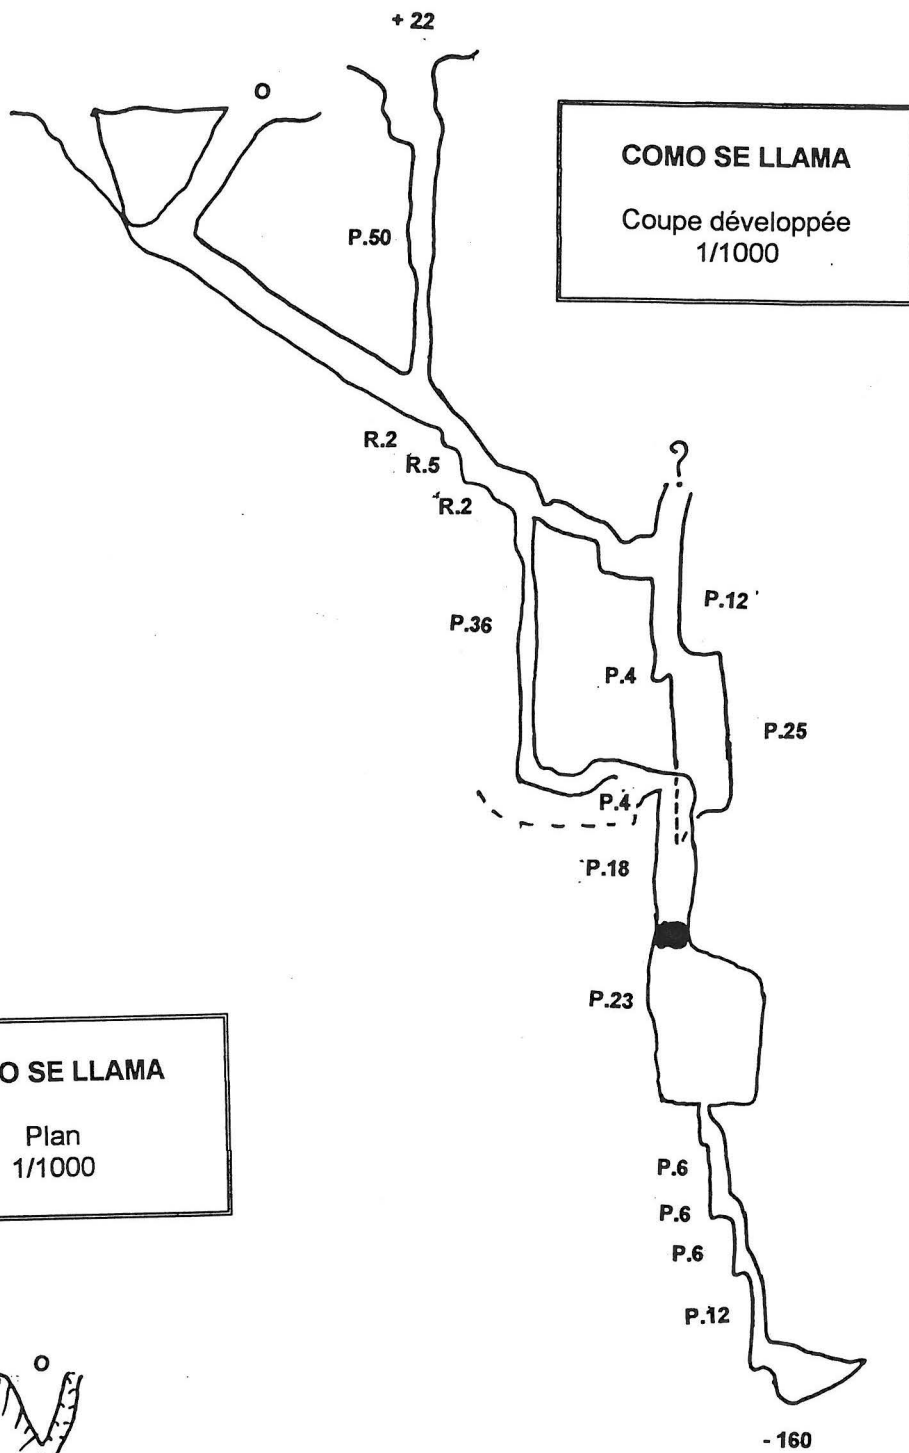 + 22
O
COMO SE LLAMA
Coupe développée
1/1000
P.50
R.2
R.5
R.2
?
P.12
P.36
P.4
P.25
P.4
P.18
P.23
O SE LLAMA
Plan
1/1000
P.6
P.6
P.6
P.12
O
- 160